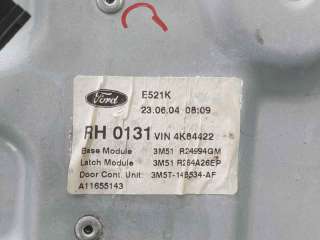 Ford
E521K
23.06.04 08:09
RH 0131 VIN 4K64422
Base Module 3M51 R24994GM
Latch Module 3M51 R264A26EP
Door Cont. Unit: 3M5T-14B534-AF
A11655143